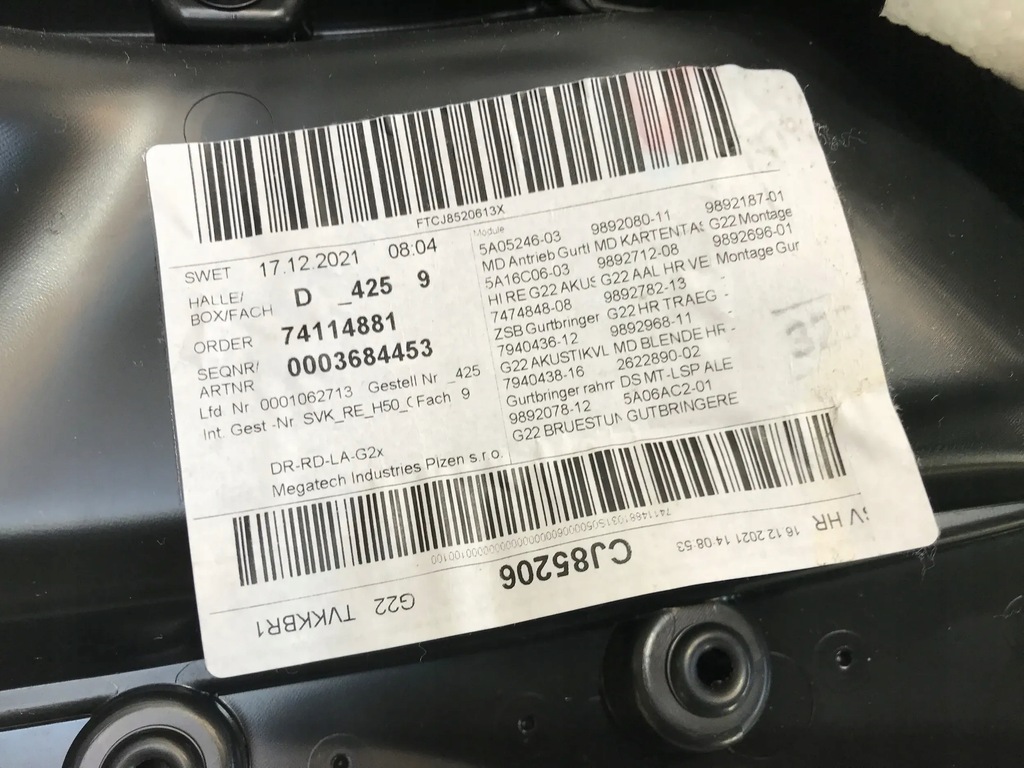 FTCJ8520613X
SWET 17.12.2021 08:04
HALLE/
BOX/FACH D _425 9
ORDER 74114881
SEQNR/
ARTNR 0003684453
Lfd Nr 0001062713 Gestell Nr _425
Int. Gest -Nr SVK_RE_H50_ Fach 9
DR-RD-LA-G2x
Megatech Industries Plzen s.r.o.
Module
5A05246-03 9892080-11 9892187-01
MD Antrieb Gurtl MD KARTENTAS G22 Montage
5A16C06-03 9892712-08 9892696-01
HI RE G22 AKUS G22 AAL HR VE Montage Gur
7474848-08 9892782-13 -
ZSB Gurtbringer G22 HR TRAEG -
7940436-12 9892968-11
G22 AKUSTIKVL MD BLENDE HF -
7940438-16 2622890-02
Gurtbringer rahm DS MT-LSP ALE
9892078-12 5A06AC2-01
G22 BRUESTUN GUTBRINGERE
37
V HR 16.12.2021 14:08:53
CJ85206
G22 TVKKBR1